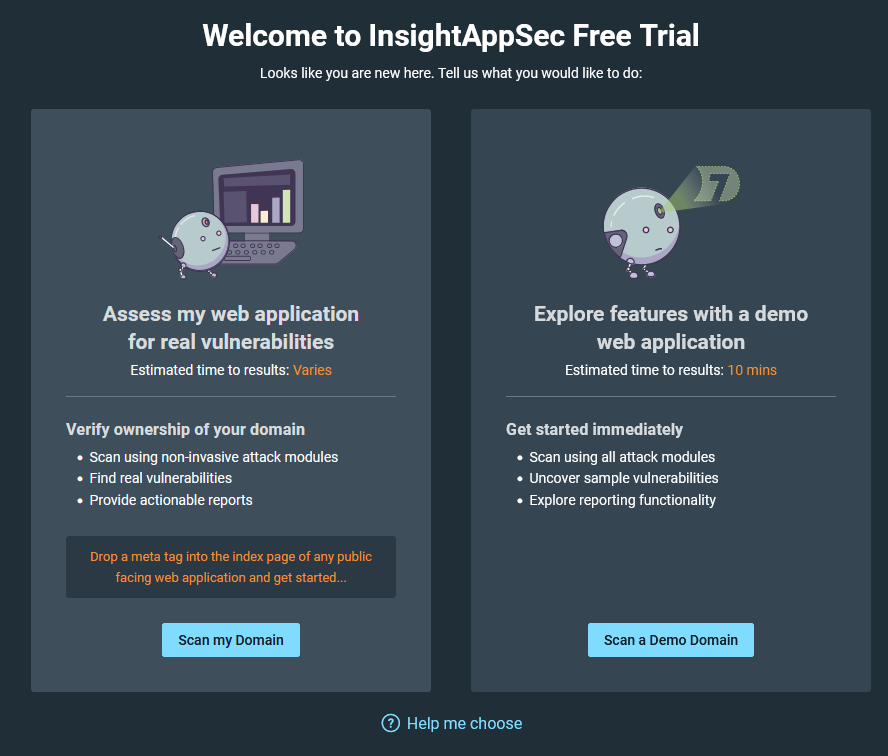 Welcome to InsightAppSec Free Trial
Looks like you are new here. Tell us what you would like to do:
Assess my web application
for real vulnerabilities
Estimated time to results: Varies
Verify ownership of your domain
• Scan using non-invasive attack modules
• Find real vulnerabilities
• Provide actionable reports
Drop a meta tag into the index page of any public
facing web application and get started...
Scan my Domain
7
Explore features with a demo
web application
Estimated time to results: 10 mins
Get started immediately
• Scan using all attack modules
• Uncover sample vulnerabilities
• Explore reporting functionality
Scan a Demo Domain
? Help me choose